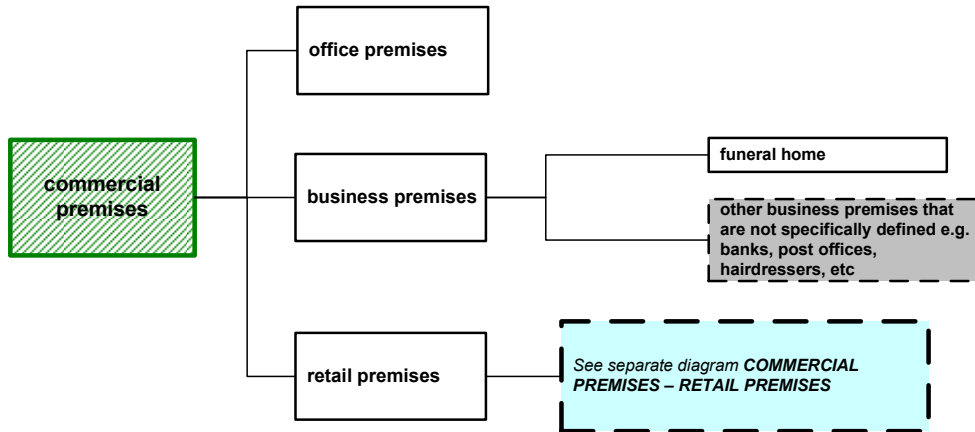 office premises
commercial
premises
business premises
funeral home
other business premises that
are not specifically defined e.g.
banks, post offices,
hairdressers, etc
retail premises
See separate diagram COMMERCIAL
PREMISES – RETAIL PREMISES